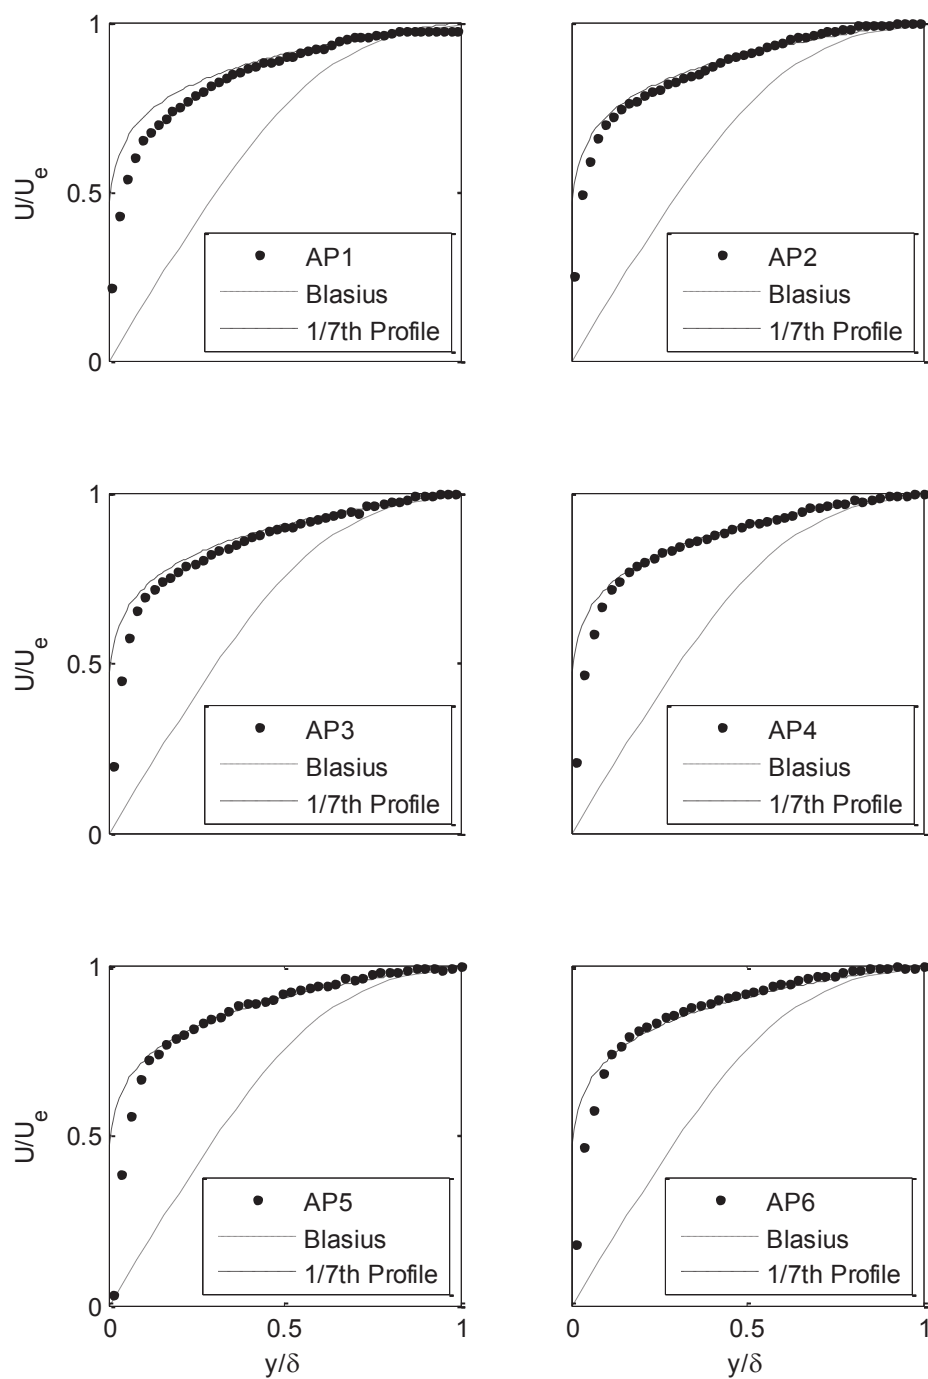 1
0.5
0
U/U_e
AP1
Blasius
1/7th Profile
AP2
Blasius
1/7th Profile
1
0.5
0
U/U_e
AP3
Blasius
1/7th Profile
AP4
Blasius
1/7th Profile
1
0.5
0
U/U_e
AP5
Blasius
1/7th Profile
0
0.5
1
y/δ
AP6
Blasius
1/7th Profile
0
0.5
1
y/δ